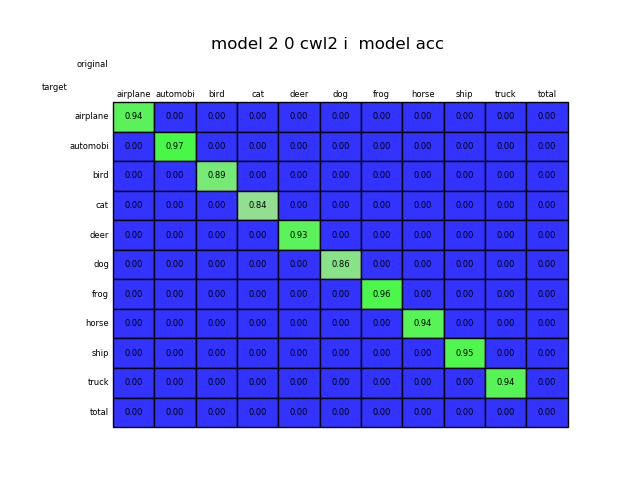 model 2 0 cwl2 i  model acc
original
target
airplane automobi bird cat deer dog frog horse ship truck total
airplane 0.94 0.00 0.00 0.00 0.00 0.00 0.00 0.00 0.00 0.00 0.00
automobi 0.00 0.97 0.00 0.00 0.00 0.00 0.00 0.00 0.00 0.00 0.00
bird 0.00 0.00 0.89 0.00 0.00 0.00 0.00 0.00 0.00 0.00 0.00
cat 0.00 0.00 0.00 0.84 0.00 0.00 0.00 0.00 0.00 0.00 0.00
deer 0.00 0.00 0.00 0.00 0.93 0.00 0.00 0.00 0.00 0.00 0.00
dog 0.00 0.00 0.00 0.00 0.00 0.86 0.00 0.00 0.00 0.00 0.00
frog 0.00 0.00 0.00 0.00 0.00 0.00 0.96 0.00 0.00 0.00 0.00
horse 0.00 0.00 0.00 0.00 0.00 0.00 0.00 0.94 0.00 0.00 0.00
ship 0.00 0.00 0.00 0.00 0.00 0.00 0.00 0.00 0.95 0.00 0.00
truck 0.00 0.00 0.00 0.00 0.00 0.00 0.00 0.00 0.00 0.94 0.00
total 0.00 0.00 0.00 0.00 0.00 0.00 0.00 0.00 0.00 0.00 0.00